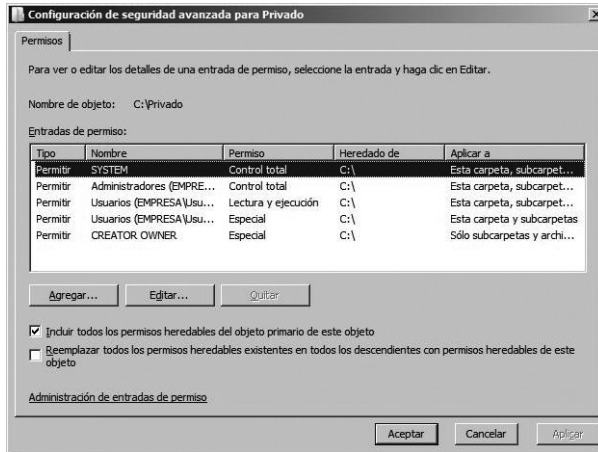 Configuración de seguridad avanzada para Privado
Permisos
Para ver o editar los detalles de una entrada de permiso, seleccione la entrada y haga clic en Editar.
Nombre de objeto: C:\Privado
Entradas de permiso:
Tipo Nombre Permiso Heredado de Aplicar a
Permitir SYSTEM Control total C:\ Esta carpeta, subcarpet...
Permitir Administradores (EMPRE... Control total C:\ Esta carpeta, subcarpet...
Permitir Usuarios (EMPRESA\Usu... Lectura y ejecución C:\ Esta carpeta, subcarpet...
Permitir Usuarios (EMPRESA\Usu... Especial C:\ Esta carpeta y subcarpetas
Permitir CREATOR OWNER Especial C:\ Sólo subcarpetas y archi...
Agregar... Editar... Quitar
Incluir todos los permisos heredables del objeto primario de este objeto
Reemplazar todos los permisos heredables existentes en todos los descendientes con permisos heredables de este
objeto
Administración de entradas de permiso
Aceptar Cancelar Aplicar